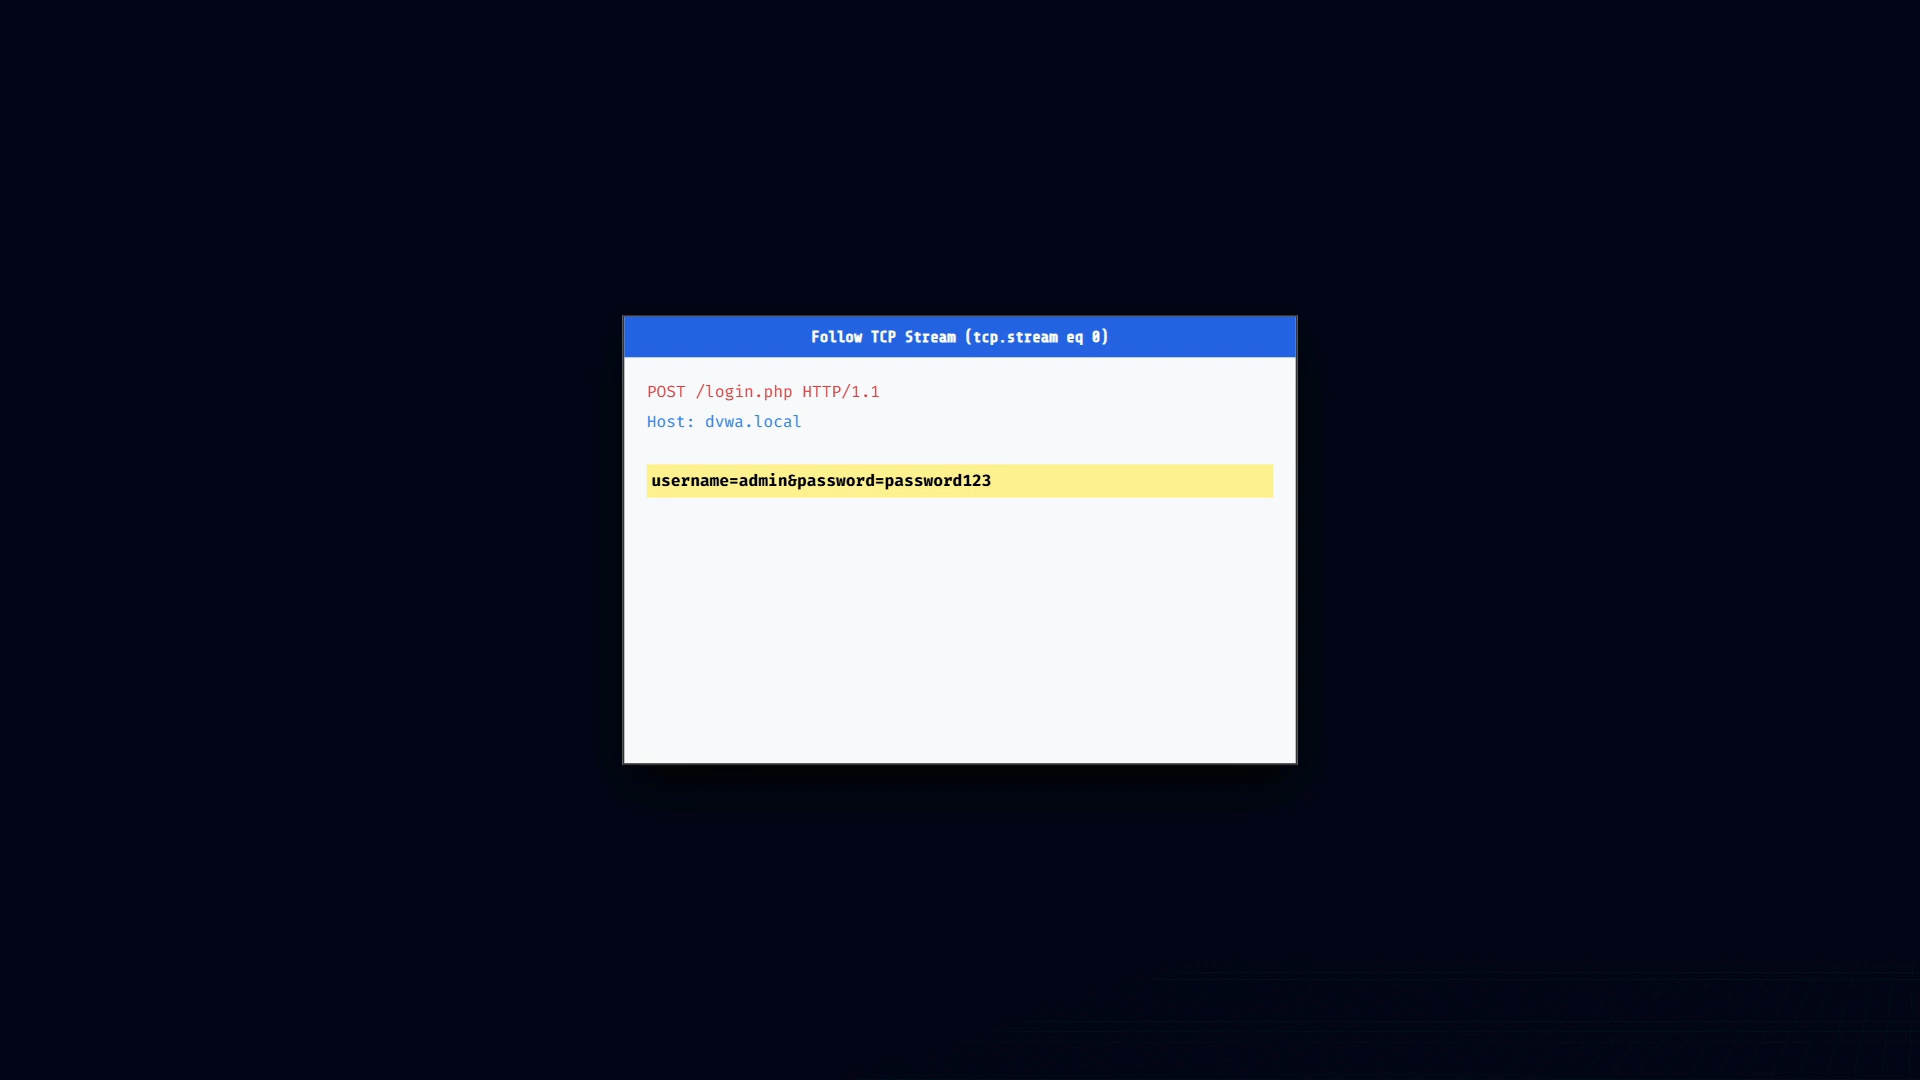 Follow TCP Stream (tcp.stream eq 0)
POST /login.php HTTP/1.1
Host: dvwa.local
username=admin&password=password123